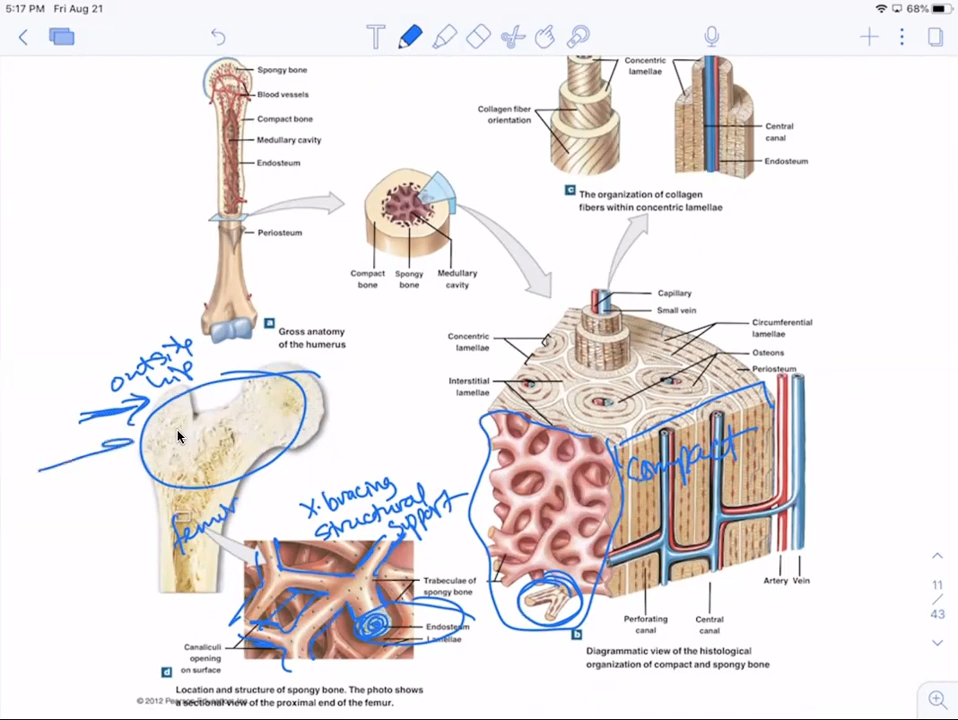 5:17 PM Fri Aug 21
68%
T
Spongy bone
Blood vessels
Compact bone
Medullary cavity
Endosteum
Periosteum
a Gross anatomy
of the humerus
Compact
bone
Spongy
bone
Medullary
cavity
Concentric
lamellae
Collagen fiber
orientation
Central
canal
Endosteum
c The organization of collagen
fibers within concentric lamellae
Capillary
Small vein
Concentric
lamellae
Circumferential
lamellae
Osteons
Periosteum
Interstitial
lamellae
outside
hip
compact
femur
X-bracing
structural
support
Trabeculae of
spongy bone
Endosteum
Lamellae
Canaliculi
opening
on surface
Artery Vein
Perforating
canal
Central
canal
b
Diagrammatic view of the histological
organization of compact and spongy bone
d
Location and structure of spongy bone. The photo shows
a sectional view of the proximal end of the femur.
© 2012 Pearson Education, Inc.
11
43